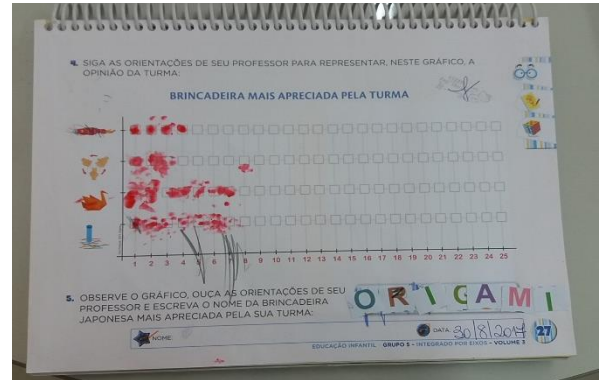 4. SIGA AS ORIENTAÇÕES DE SEU PROFESSOR PARA REPRESENTAR, NESTE GRÁFICO, A
OPINIÃO DA TURMA:
BRINCADEIRA MAIS APRECIADA PELA TURMA
1 2 3 4 5 6 7 8 9 10 11 12 13 14 15 16 17 18 19 20 21 22 23 24 25
5. OBSERVE O GRÁFICO, OUÇA AS ORIENTAÇÕES DE SEU
PROFESSOR E ESCREVA O NOME DA BRINCADEIRA
JAPONESA MAIS APRECIADA PELA SUA TURMA:
ORIGAMI
NOME:
DATA: 30/8/2017
27
EDUCAÇÃO INFANTIL GRUPO 5 - INTEGRADO POR EIXOS - VOLUME 3